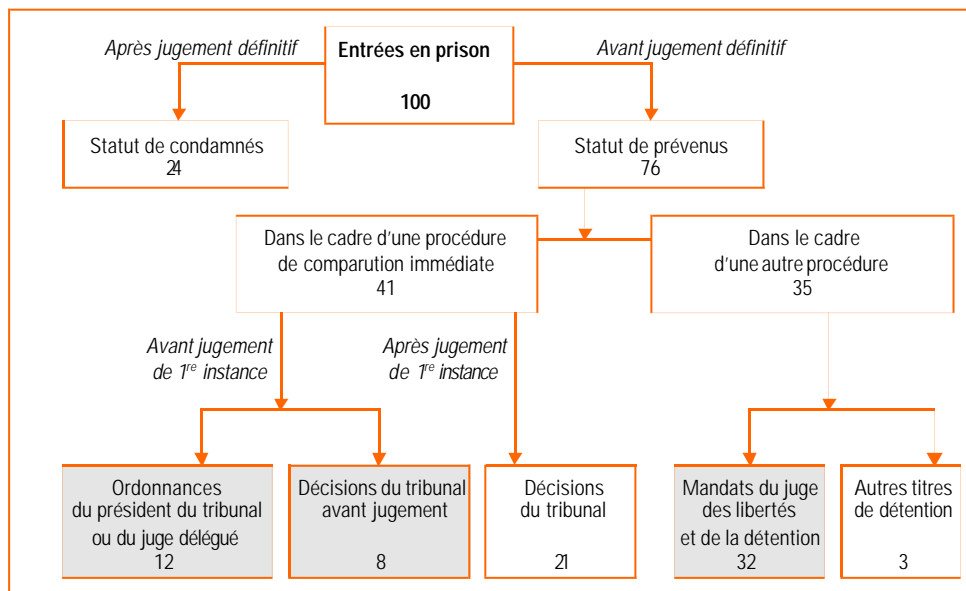 Après jugement définitif
Entrées en prison
100
Avant jugement définitif
Statut de condamnés
24
Statut de prévenus
76
Dans le cadre d'une procédure
de comparution immédiate
41
Dans le cadre
d'une autre procédure
35
Avant jugement
de 1re instance
Après jugement
de 1re instance
Ordonnances
du président du tribunal
ou du juge délégué
12
Décisions du tribunal
avant jugement
8
Décisions
du tribunal
21
Mandats du juge
des libertés
et de la détention
32
Autres titres
de détention
3